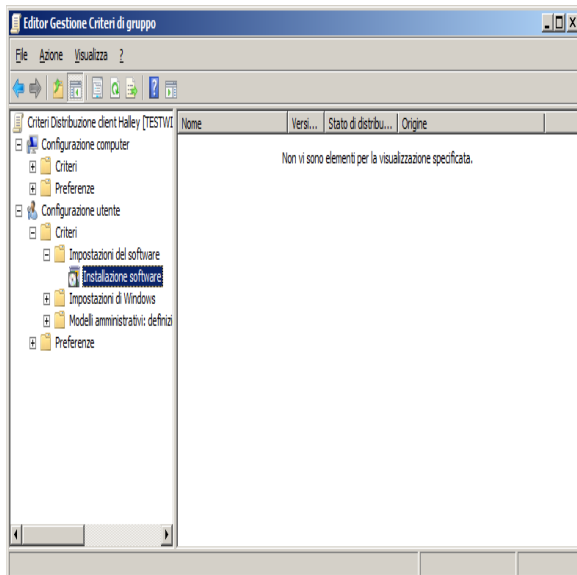 Editor Gestione Criteri di gruppo
File Azione Visualizza ?
Criteri Distribuzione client Halley [TESTWI
Nome Versi... Stato di distribu... Origine
Configurazione computer
Non vi sono elementi per la visualizzazione specificata.
Criteri
Preferenze
Configurazione utente
Criteri
Impostazioni del software
Installazione software
Impostazioni di Windows
Modelli amministrativi: definizi
Preferenze